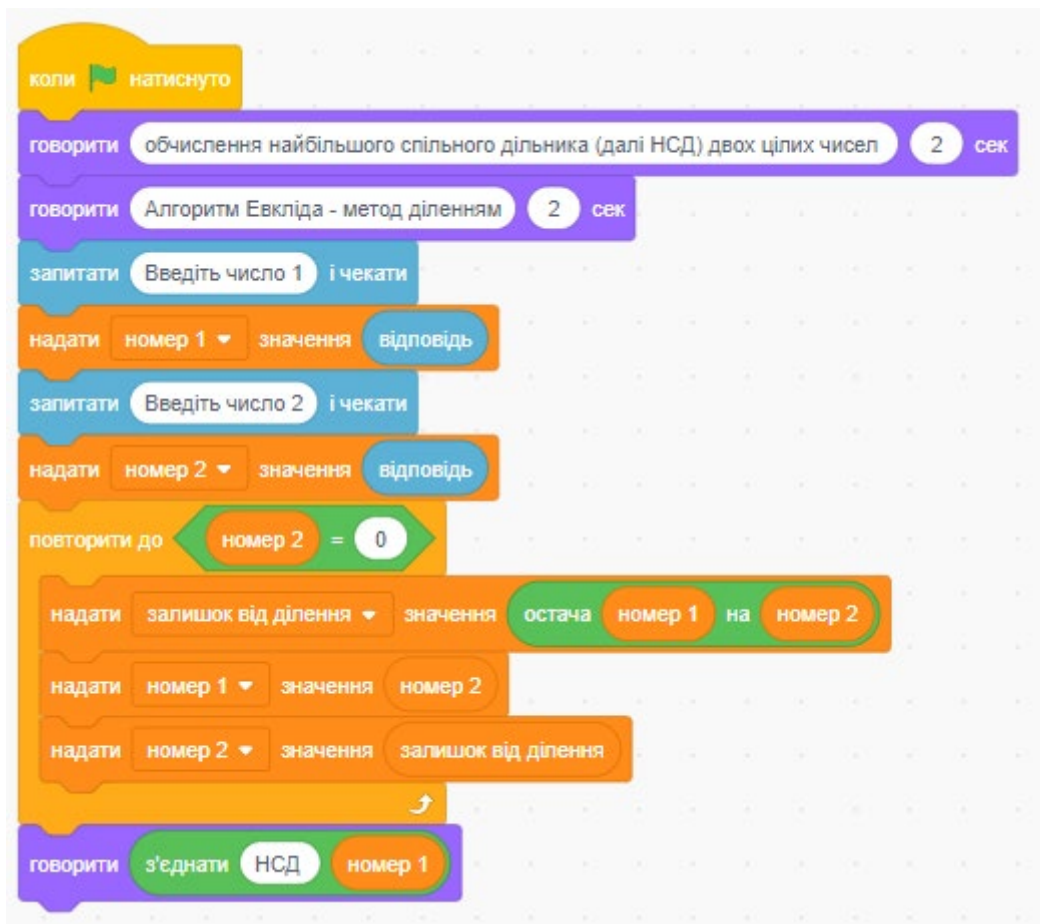 коли натиснуто
говорити обчислення найбільшого спільного дільника (далі НСД) двох цілих чисел 2 сек
говорити Алгоритм Евкліда - метод діленням 2 сек
запитати Введіть число 1 і чекати
надати номер 1 значення відповідь
запитати Введіть число 2 і чекати
надати номер 2 значення відповідь
повторити до номер 2 = 0
надати залишок від ділення значення остача номер 1 на номер 2
надати номер 1 значення номер 2
надати номер 2 значення залишок від ділення
говорити з'єднати НСД номер 1